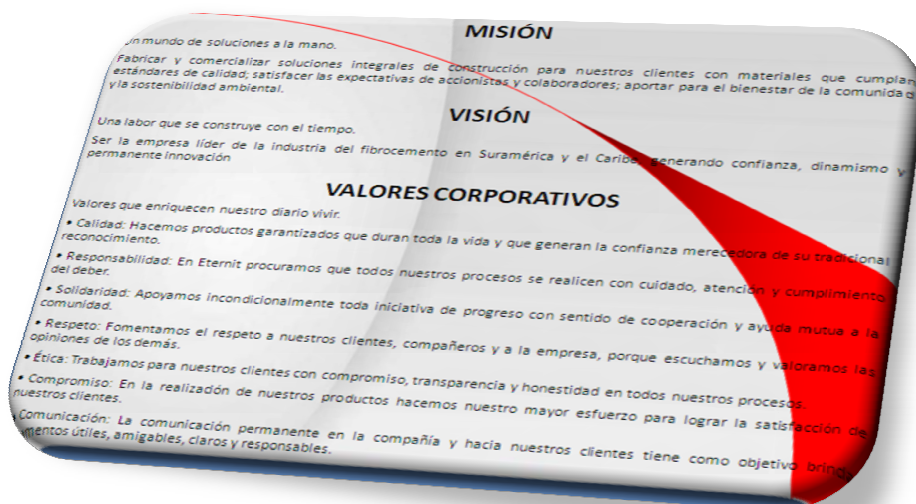 MISIÓN
un mundo de soluciones a la mano.
Fabricar y comercializar soluciones integrales de construcción para nuestros clientes con materiales que cumplan
estándares de calidad; satisfacer las expectativas de accionistas y colaboradores; aportar para el bienestar de la comunidad
y la sostenibilidad ambiental.
VISIÓN
Una labor que se construye con el tiempo.
Ser la empresa líder de la industria del fibrocemento en Suramérica y el Caribe, generando confianza, dinamismo y
permanente innovación
VALORES CORPORATIVOS
Valores que enriquecen nuestro diario vivir.
• Calidad: Hacemos productos garantizados que duran toda la vida y que generan la confianza merecedora de su tradicional
reconocimiento.
• Responsabilidad: En Eternit procuramos que todos nuestros procesos se realicen con cuidado, atención y cumplimiento
del deber.
• Solidaridad: Apoyamos incondicionalmente toda iniciativa de progreso con sentido de cooperación y ayuda mutua a la
comunidad.
• Respeto: Fomentamos el respeto a nuestros clientes, compañeros y a la empresa, porque escuchamos y valoramos las
opiniones de los demás.
• Ética: Trabajamos para nuestros clientes con compromiso, transparencia y honestidad en todos nuestros procesos.
• Compromiso: En la realización de nuestros productos hacemos nuestro mayor esfuerzo para lograr la satisfacción de
nuestros clientes.
Comunicación: La comunicación permanente en la compañía y hacia nuestros clientes tiene como objetivo
útiles, amigables, claros y responsables.